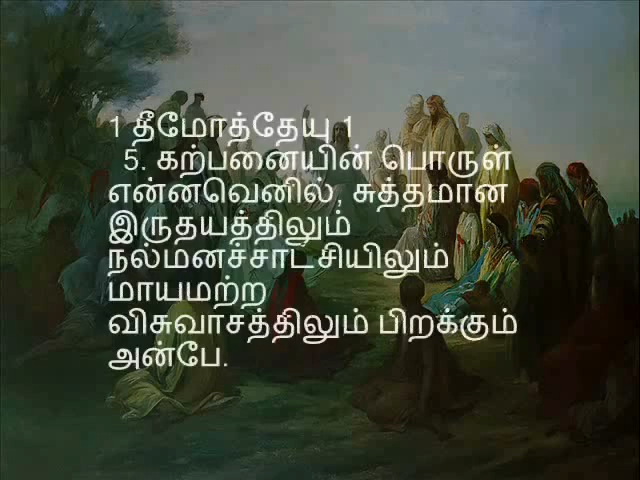 1 தீமோத்தேயு 1
5. கற்பனையின் பொருள்
என்னவெனில், சுத்தமான
இருதயத்திலும்
நல்மனச்சாட்சியிலும்
மாயமற்ற
விசுவாசத்திலும் பிறக்கும்
அன்பே.